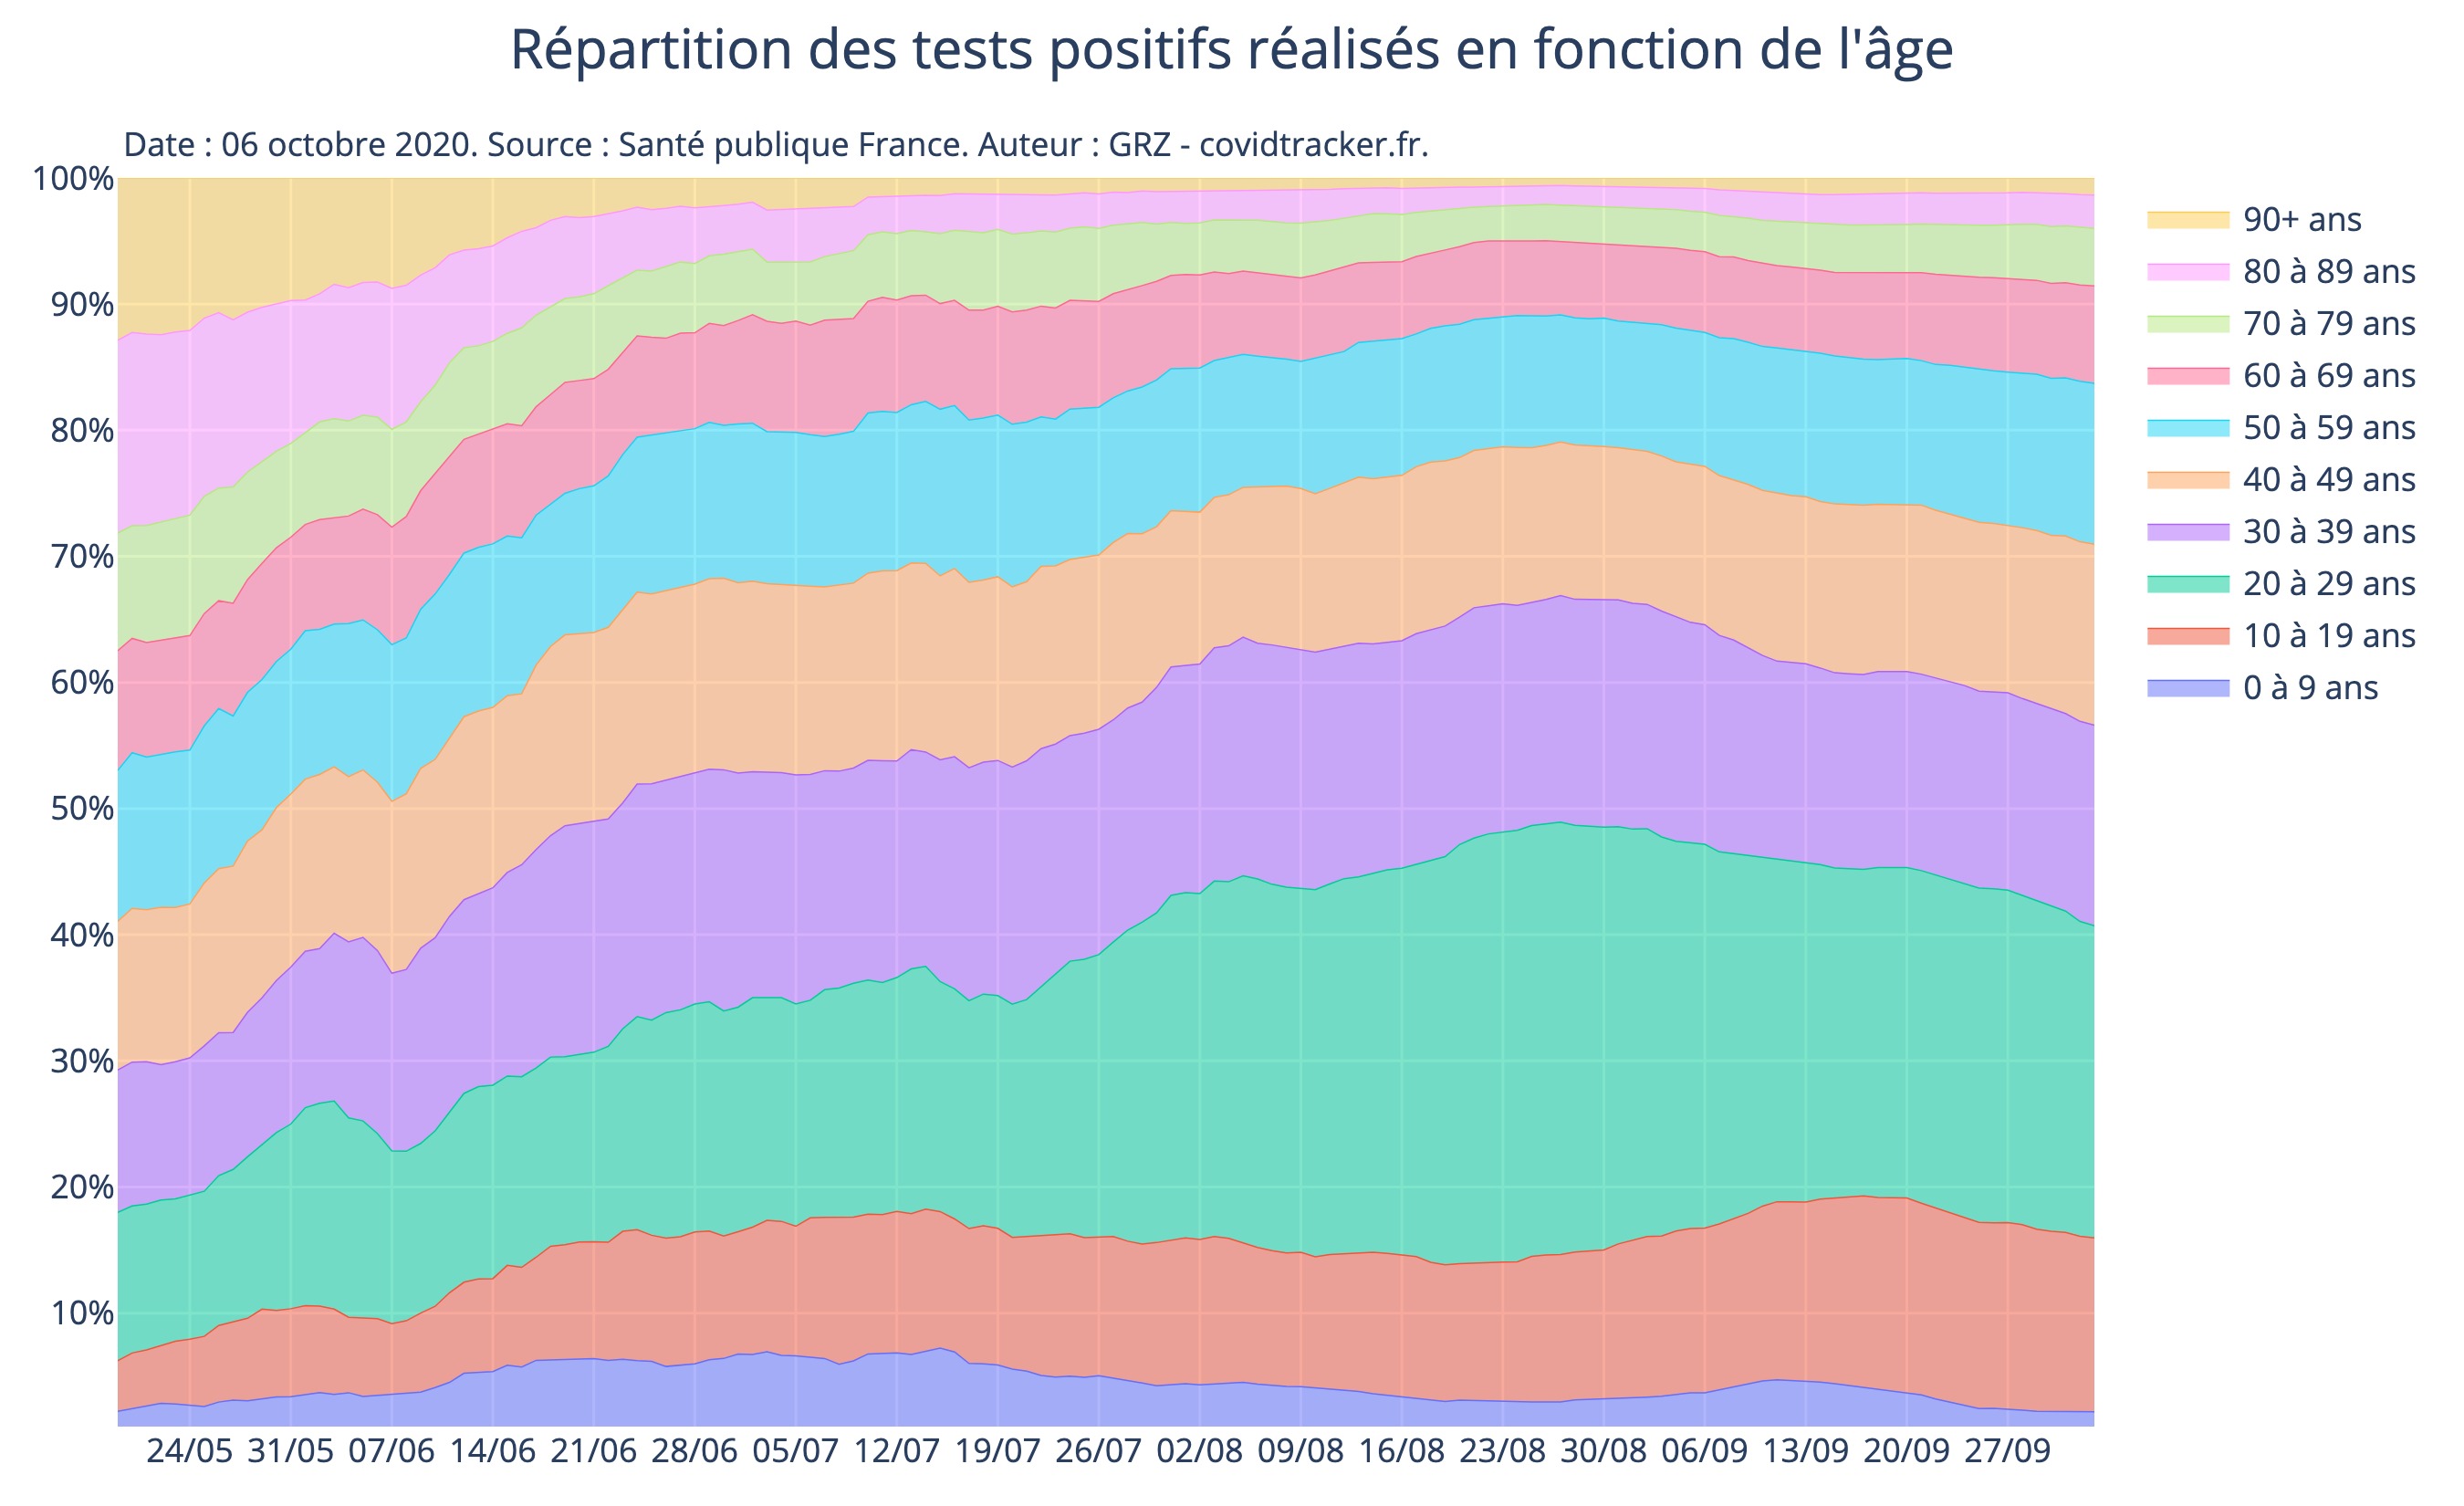 Répartition des tests positifs réalisés en fonction de l'âge
Date : 06 octobre 2020. Source : Santé publique France. Auteur : GRZ - covidtracker.fr.
100%
90%
80%
70%
60%
50%
40%
30%
20%
10%
24/05 31/05 07/06 14/06 21/06 28/06 05/07 12/07 19/07 26/07 02/08 09/08 16/08 23/08 30/08 06/09 13/09 20/09 27/09
90+ ans
80 à 89 ans
70 à 79 ans
60 à 69 ans
50 à 59 ans
40 à 49 ans
30 à 39 ans
20 à 29 ans
10 à 19 ans
0 à 9 ans